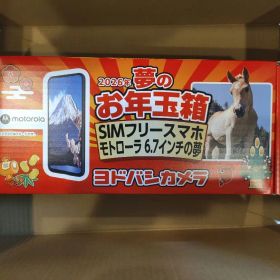 2026年 夢の
お年玉箱
SIMフリースマホ
モトローラ 6.7インチの夢
ヨドバシカメラ
motorola